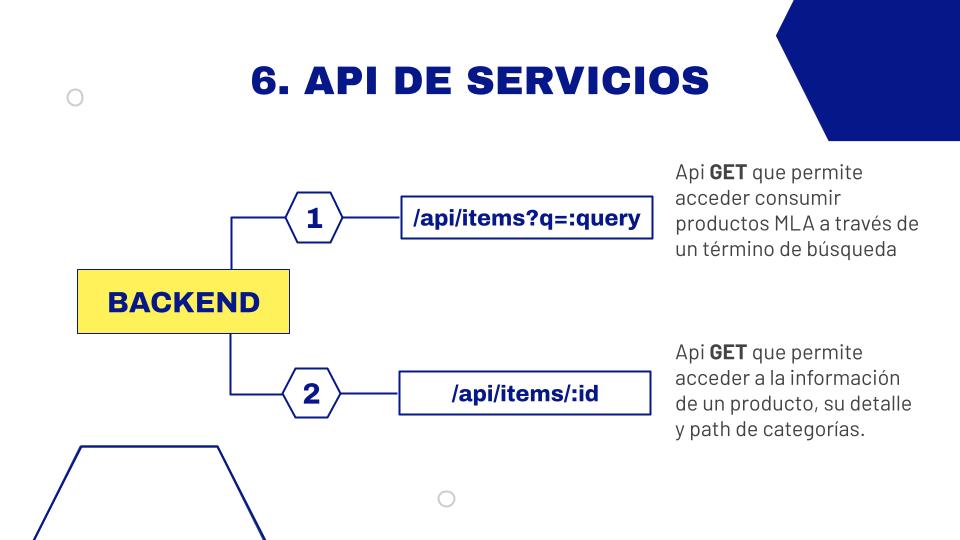 6. API DE SERVICIOS
1
/api/items?q=:query
Api GET que permite
acceder consumir
productos MLA a través de
un término de búsqueda
BACKEND
2
/api/items/:id
Api GET que permite
acceder a la información
de un producto, su detalle
y path de categorías.